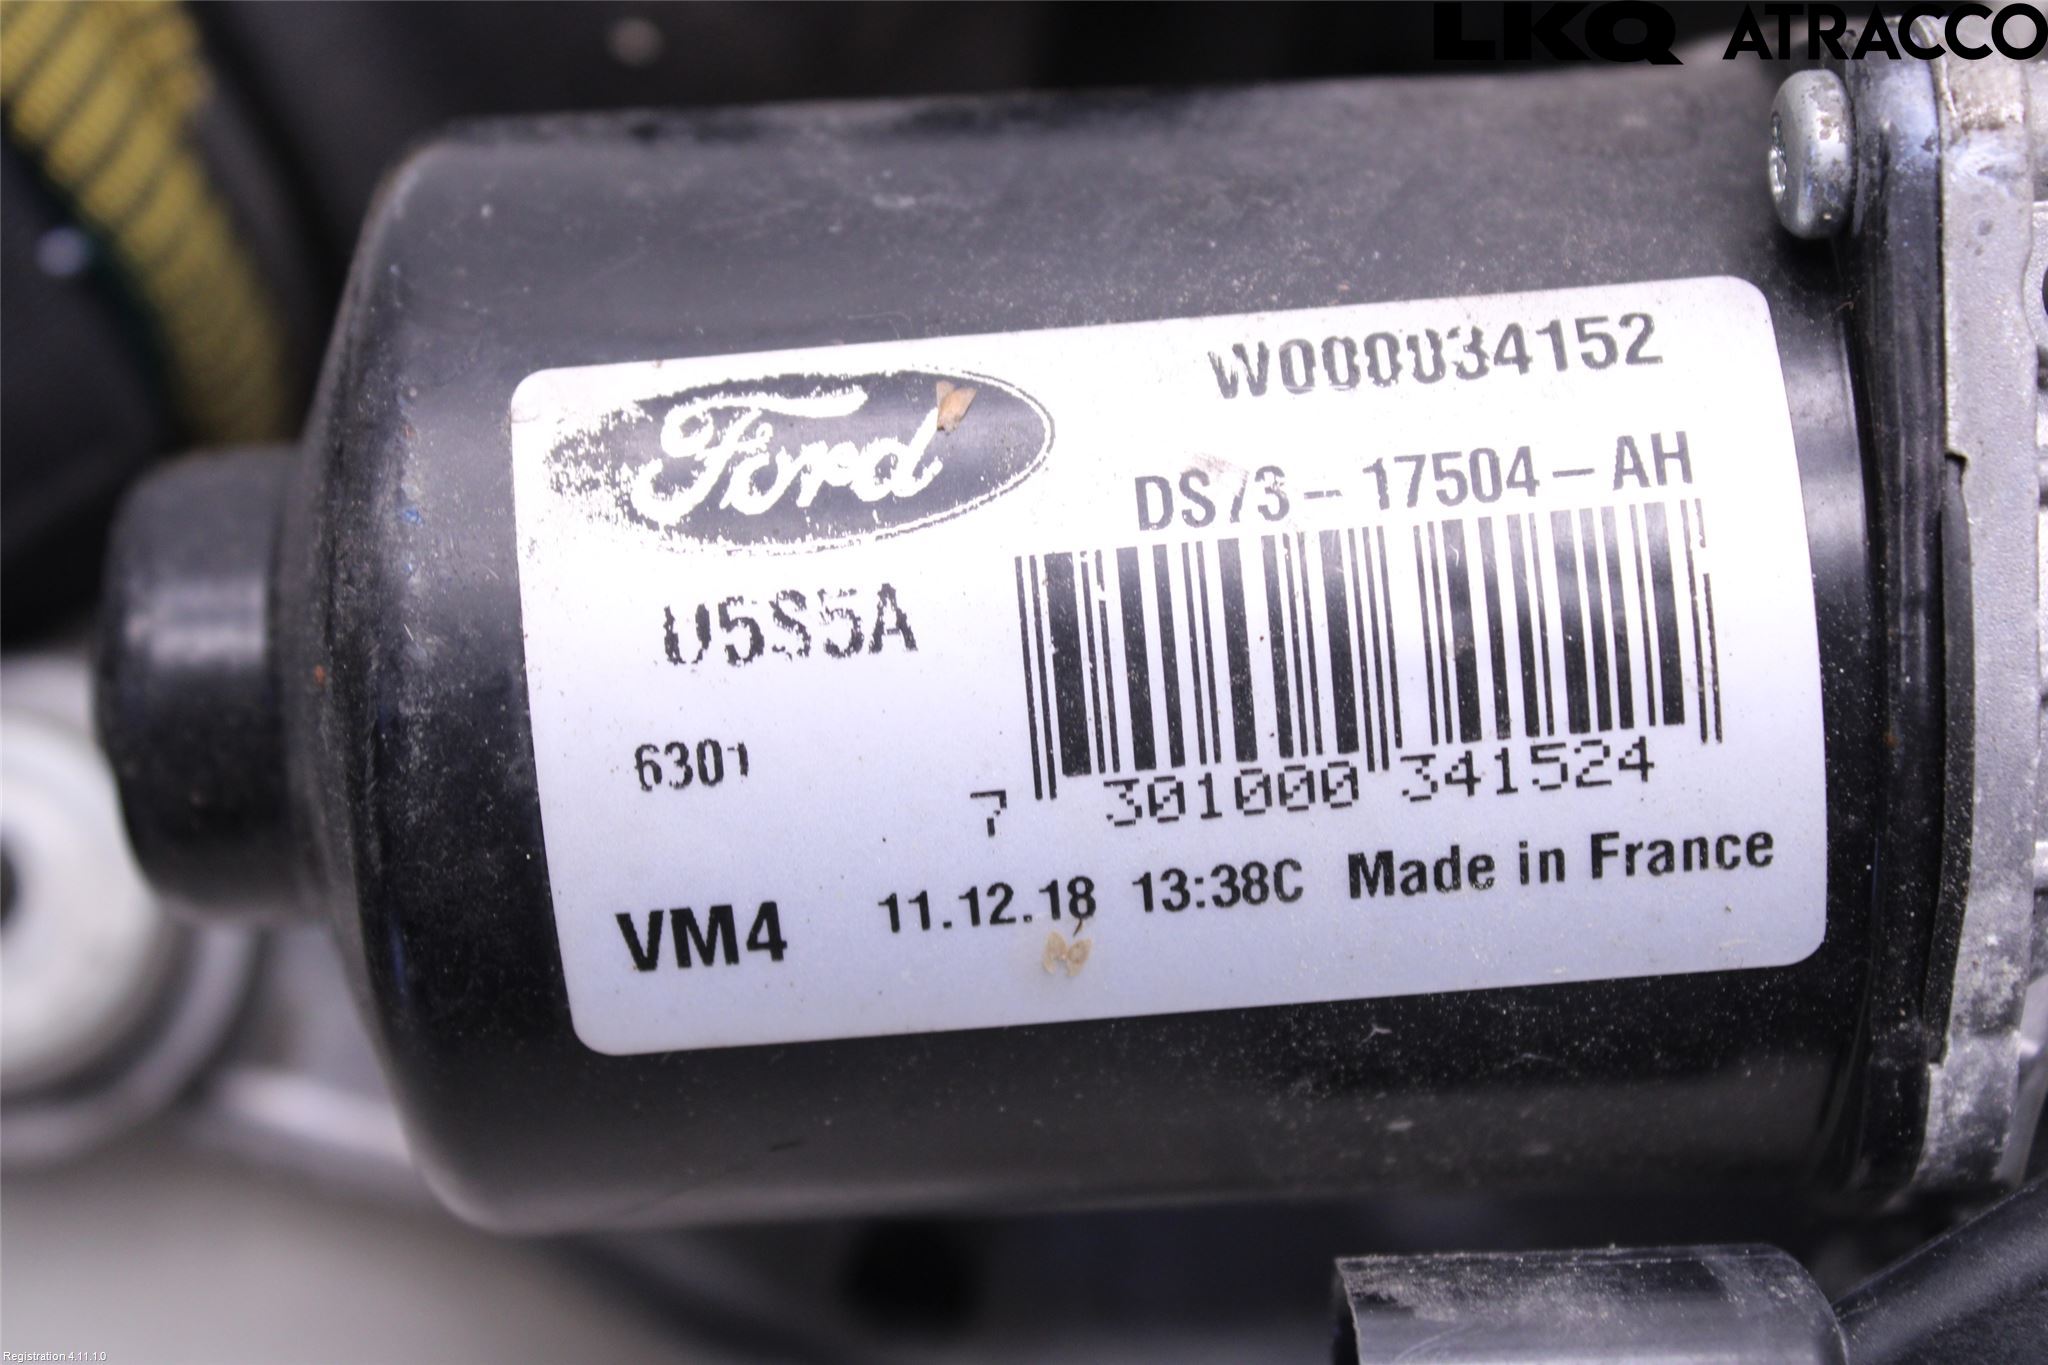 LKQ ATRACCO
Ford
W000034152
DS73-17504-AH
U5S5A
6301
7 301000 341524
VM4 11.12.18 13:38C Made in France
Registration 4.11.1.0